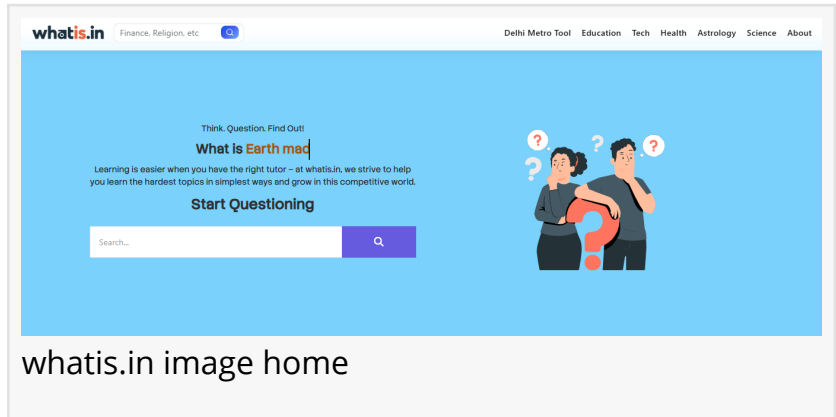 whatis.in
Finance, Religion, etc
Delhi Metro Tool Education Tech Health Astrology Science About
Think. Question. Find Out!
What is Earth mad
Learning is easier when you have the right tutor – at whatis.in, we strive to help
you learn the hardest topics in simplest ways and grow in this competitive world.
Start Questioning
Search...
? ? ?
?
?
whatis.in image home